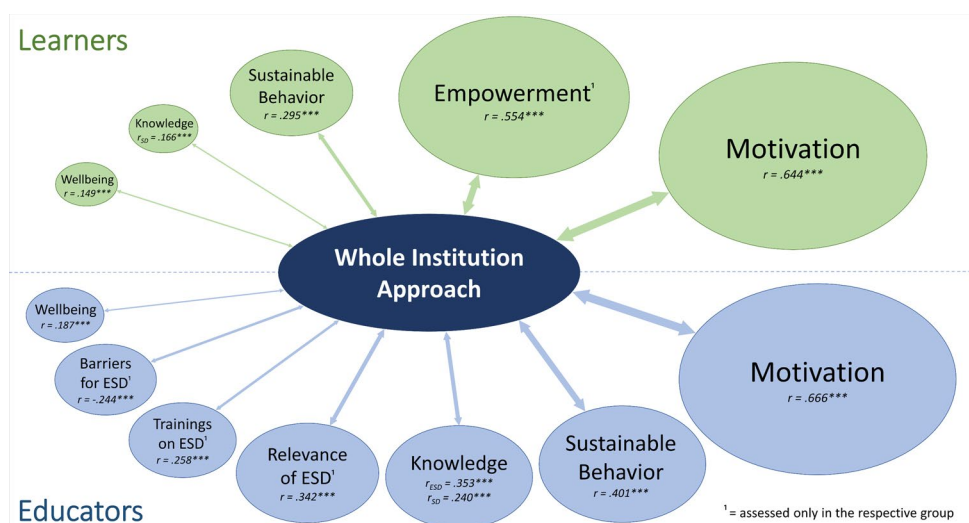 Learners
Sustainable
Behavior
r = .295***
Empowerment¹
r = .554***
Motivation
r = .644***
Knowledge
rSD = .166***
Wellbeing
r = .149***
Whole Institution
Approach
Wellbeing
r = .187***
Barriers
for ESD¹
r = -.244***
Trainings
on ESD¹
r = .258***
Relevance
of ESD¹
r = .342***
Knowledge
rESD = .353***
rSD = .240***
Sustainable
Behavior
r = .401***
Motivation
r = .666***
Educators
¹ = assessed only in the respective group